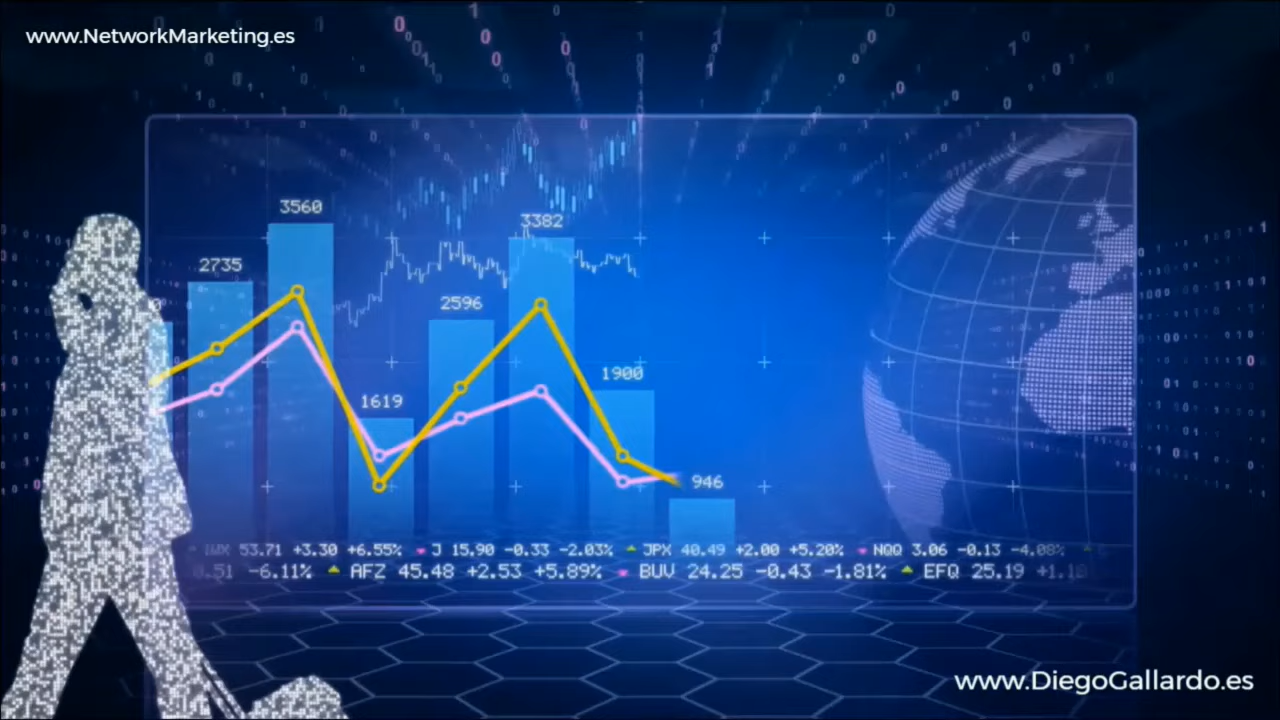 www.NetworkMarketing.es
3560
3382
2735
2596
1900
1619
946
53.71 +3.30 +6.55% J 15.90 -0.33 -2.03% JPX 40.49 +2.00 +5.20% NQQ 3.06 -0.13 -4.08%
-6.11% AFZ 45.48 +2.53 +5.89% BUV 24.25 -0.43 -1.81% EFQ 25.19
www.DiegoGallardo.es